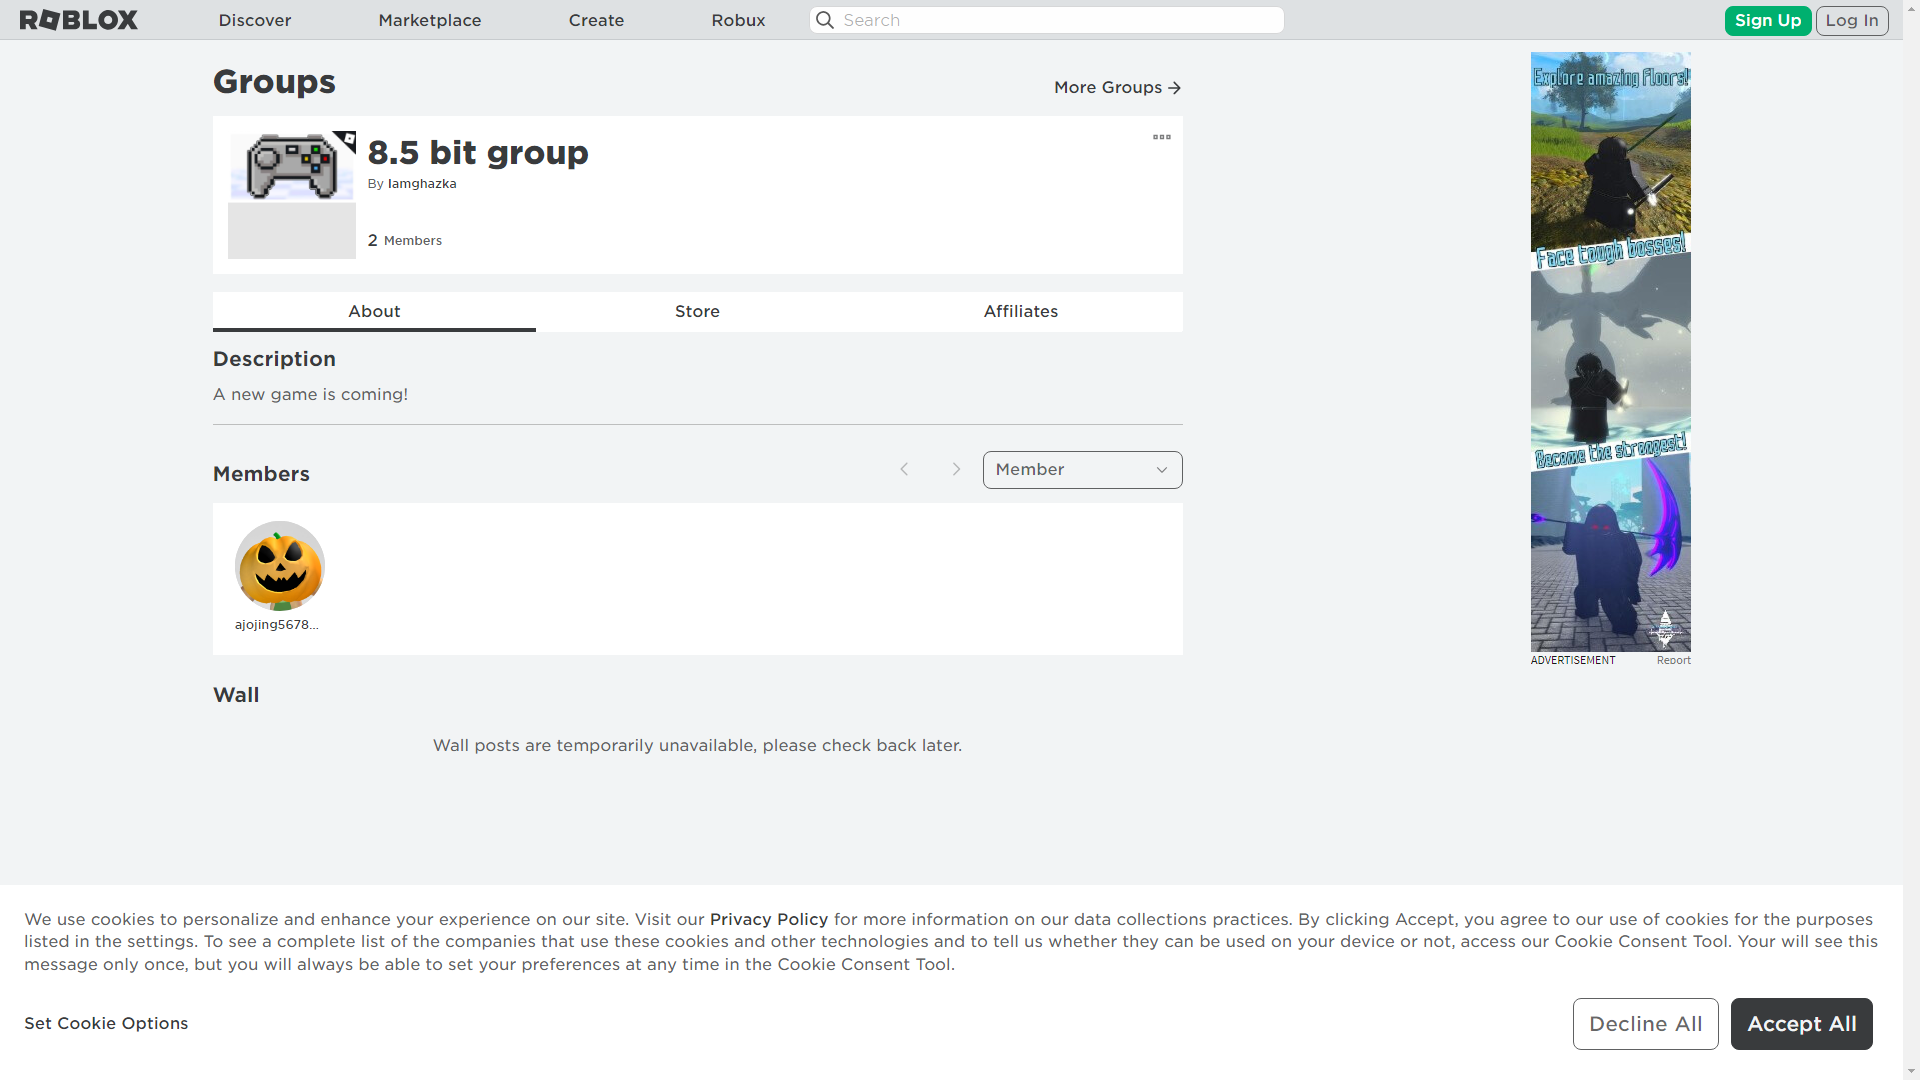 ROBLOX
Discover
Marketplace
Create
Robux
Search
Sign Up
Log In
Groups
More Groups
8.5 bit group
By Iamghazka
2 Members
About
Store
Affiliates
Description
A new game is coming!
Members
Member
ajojing5678...
Wall
Wall posts are temporarily unavailable, please check back later.
Explore amazing floors!
Face tough bosses!
Become the strongest!
ADVERTISEMENT
Report
We use cookies to personalize and enhance your experience on our site. Visit our Privacy Policy for more information on our data collections practices. By clicking Accept, you agree to our use of cookies for the purposes
listed in the settings. To see a complete list of the companies that use these cookies and other technologies and to tell us whether they can be used on your device or not, access our Cookie Consent Tool. Your will see this
message only once, but you will always be able to set your preferences at any time in the Cookie Consent Tool.
Set Cookie Options
Decline All
Accept All